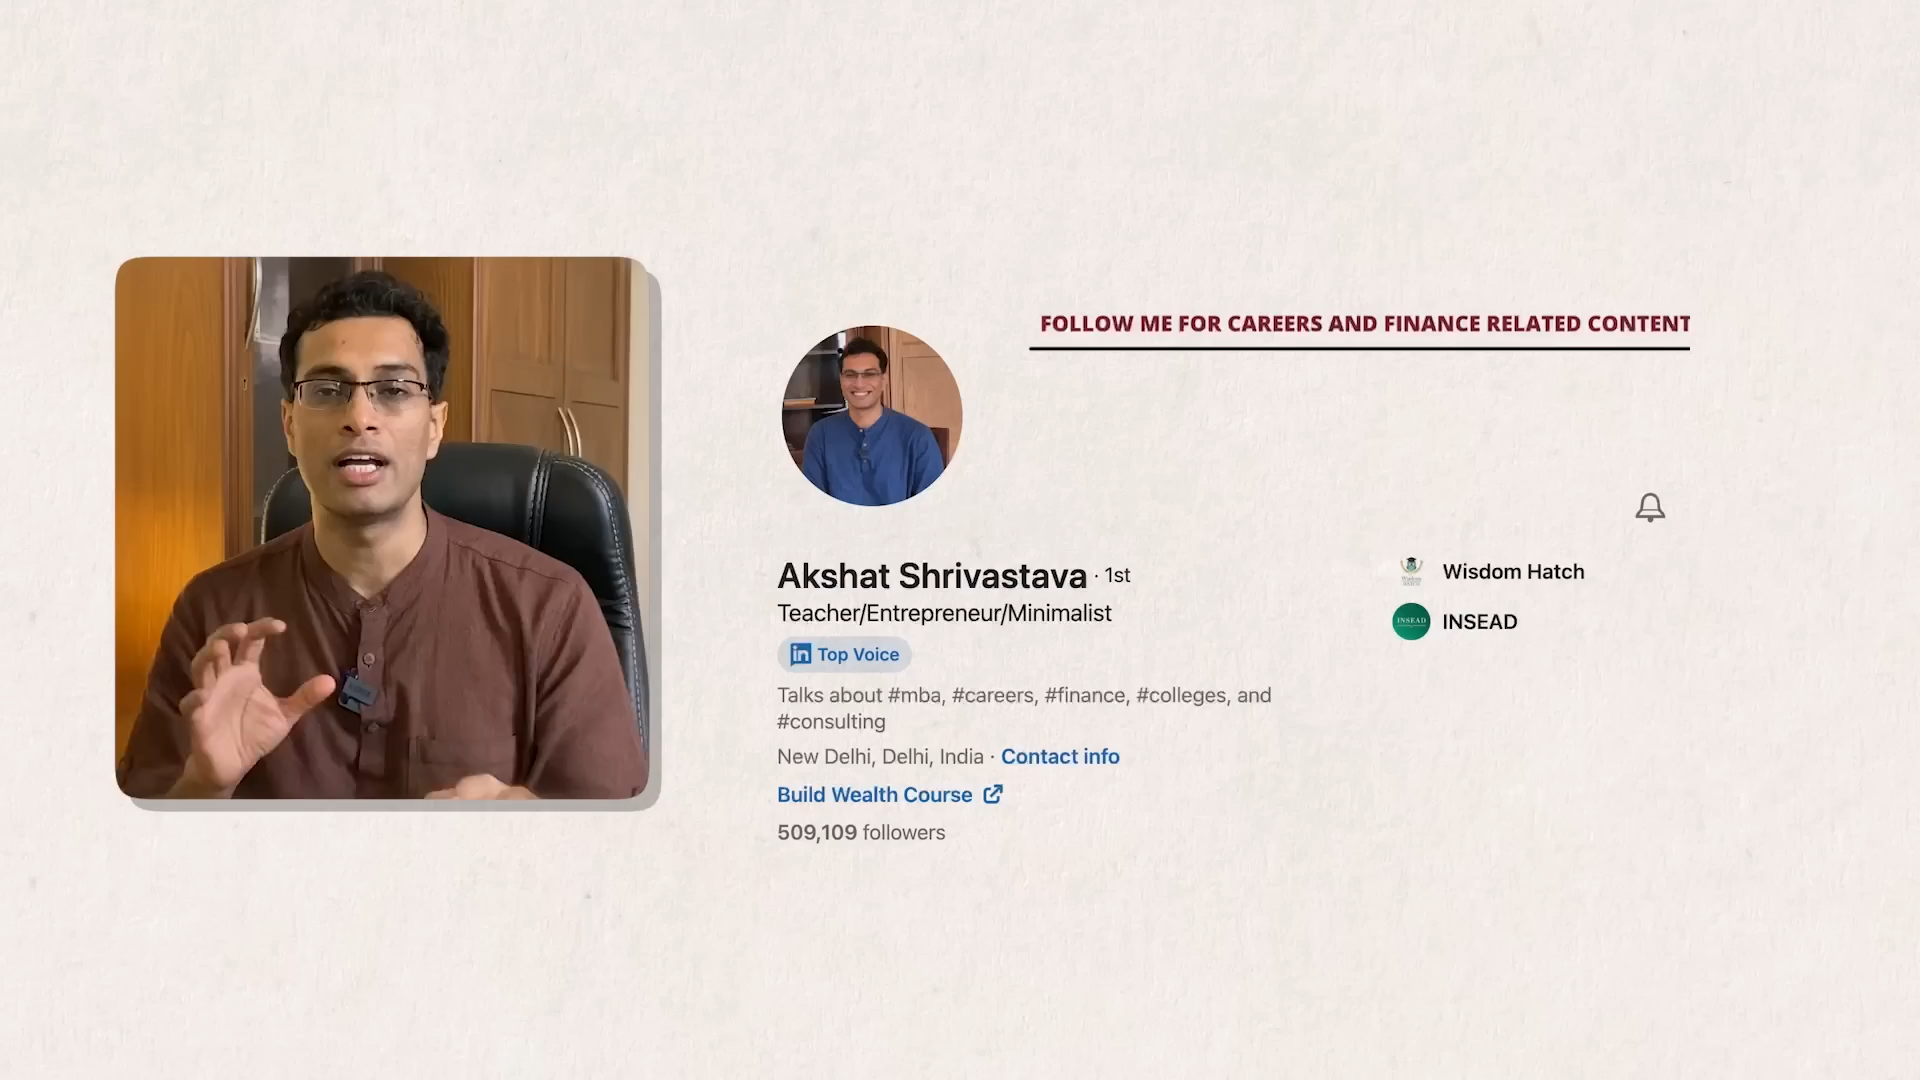 FOLLOW ME FOR CAREERS AND FINANCE RELATED CONTENT
Akshat Shrivastava · 1st
Teacher/Entrepreneur/Minimalist
in Top Voice
Talks about #mba, #careers, #finance, #colleges, and
#consulting
New Delhi, Delhi, India · Contact info
Build Wealth Course
509,109 followers
Wisdom Hatch
INSEAD
INSEAD